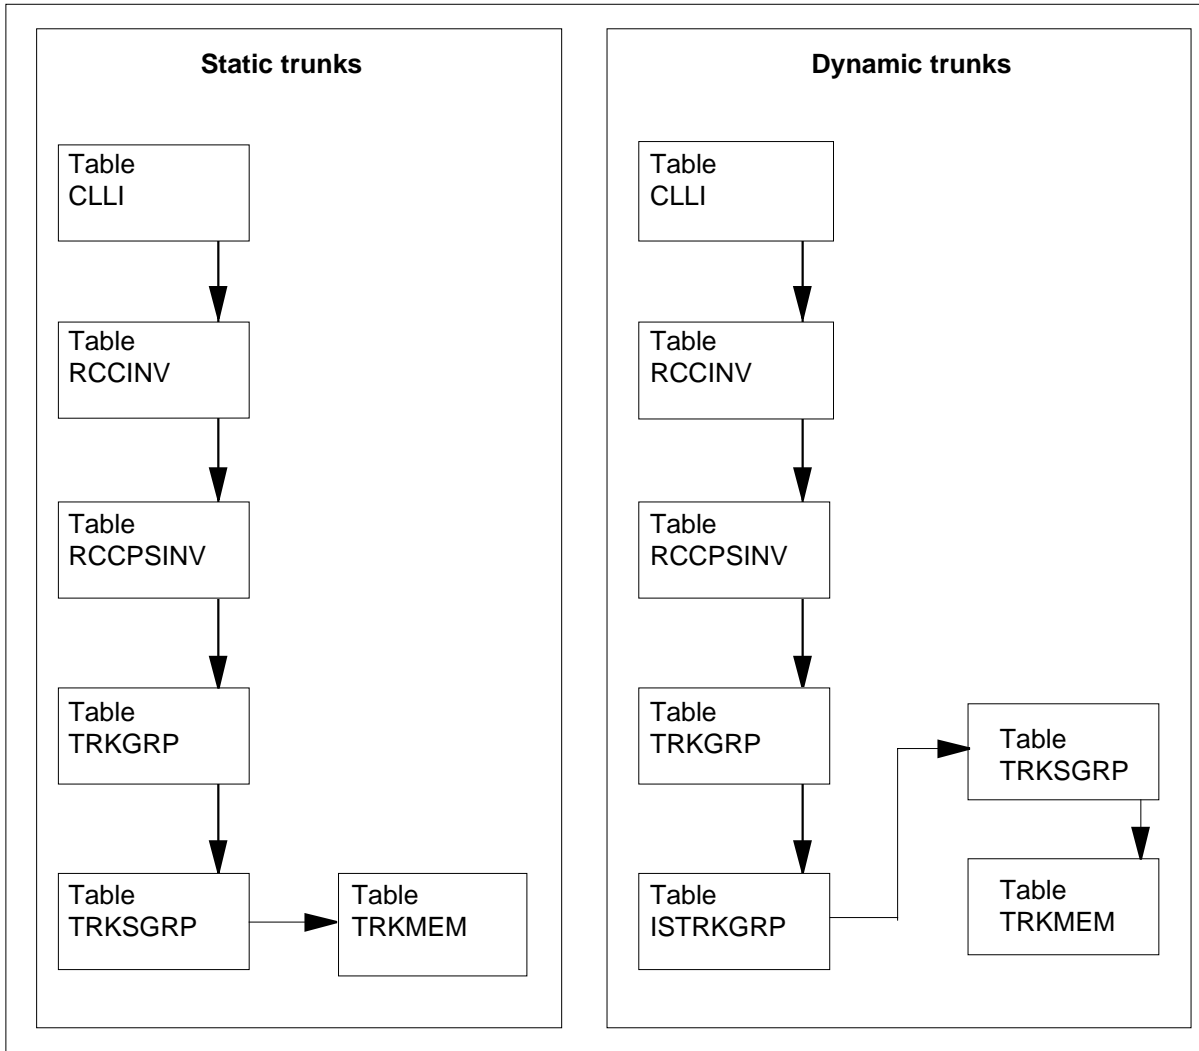 Static trunks
Table
CLLI
Table
RCCINV
Table
RCCPSINV
Table
TRKGRP
Table
TRKSGRP
Table
TRKMEM
Dynamic trunks
Table
CLLI
Table
RCCINV
Table
RCCPSINV
Table
TRKGRP
Table
ISTRKGRP
Table
TRKSGRP
Table
TRKMEM